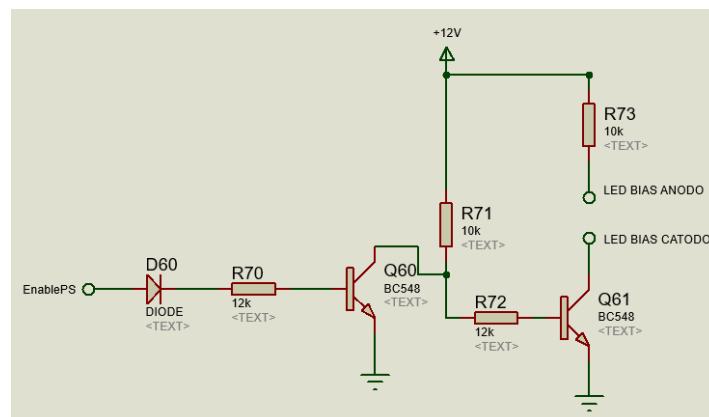 +12V
R73
10k
<TEXT>
LED BIAS ANODO
R71
10k
<TEXT>
LED BIAS CATODO
D60
R70
Q60
BC548
<TEXT>
EnablePS
DIODE
<TEXT>
12k
<TEXT>
R72
12k
<TEXT>
Q61
BC548
<TEXT>